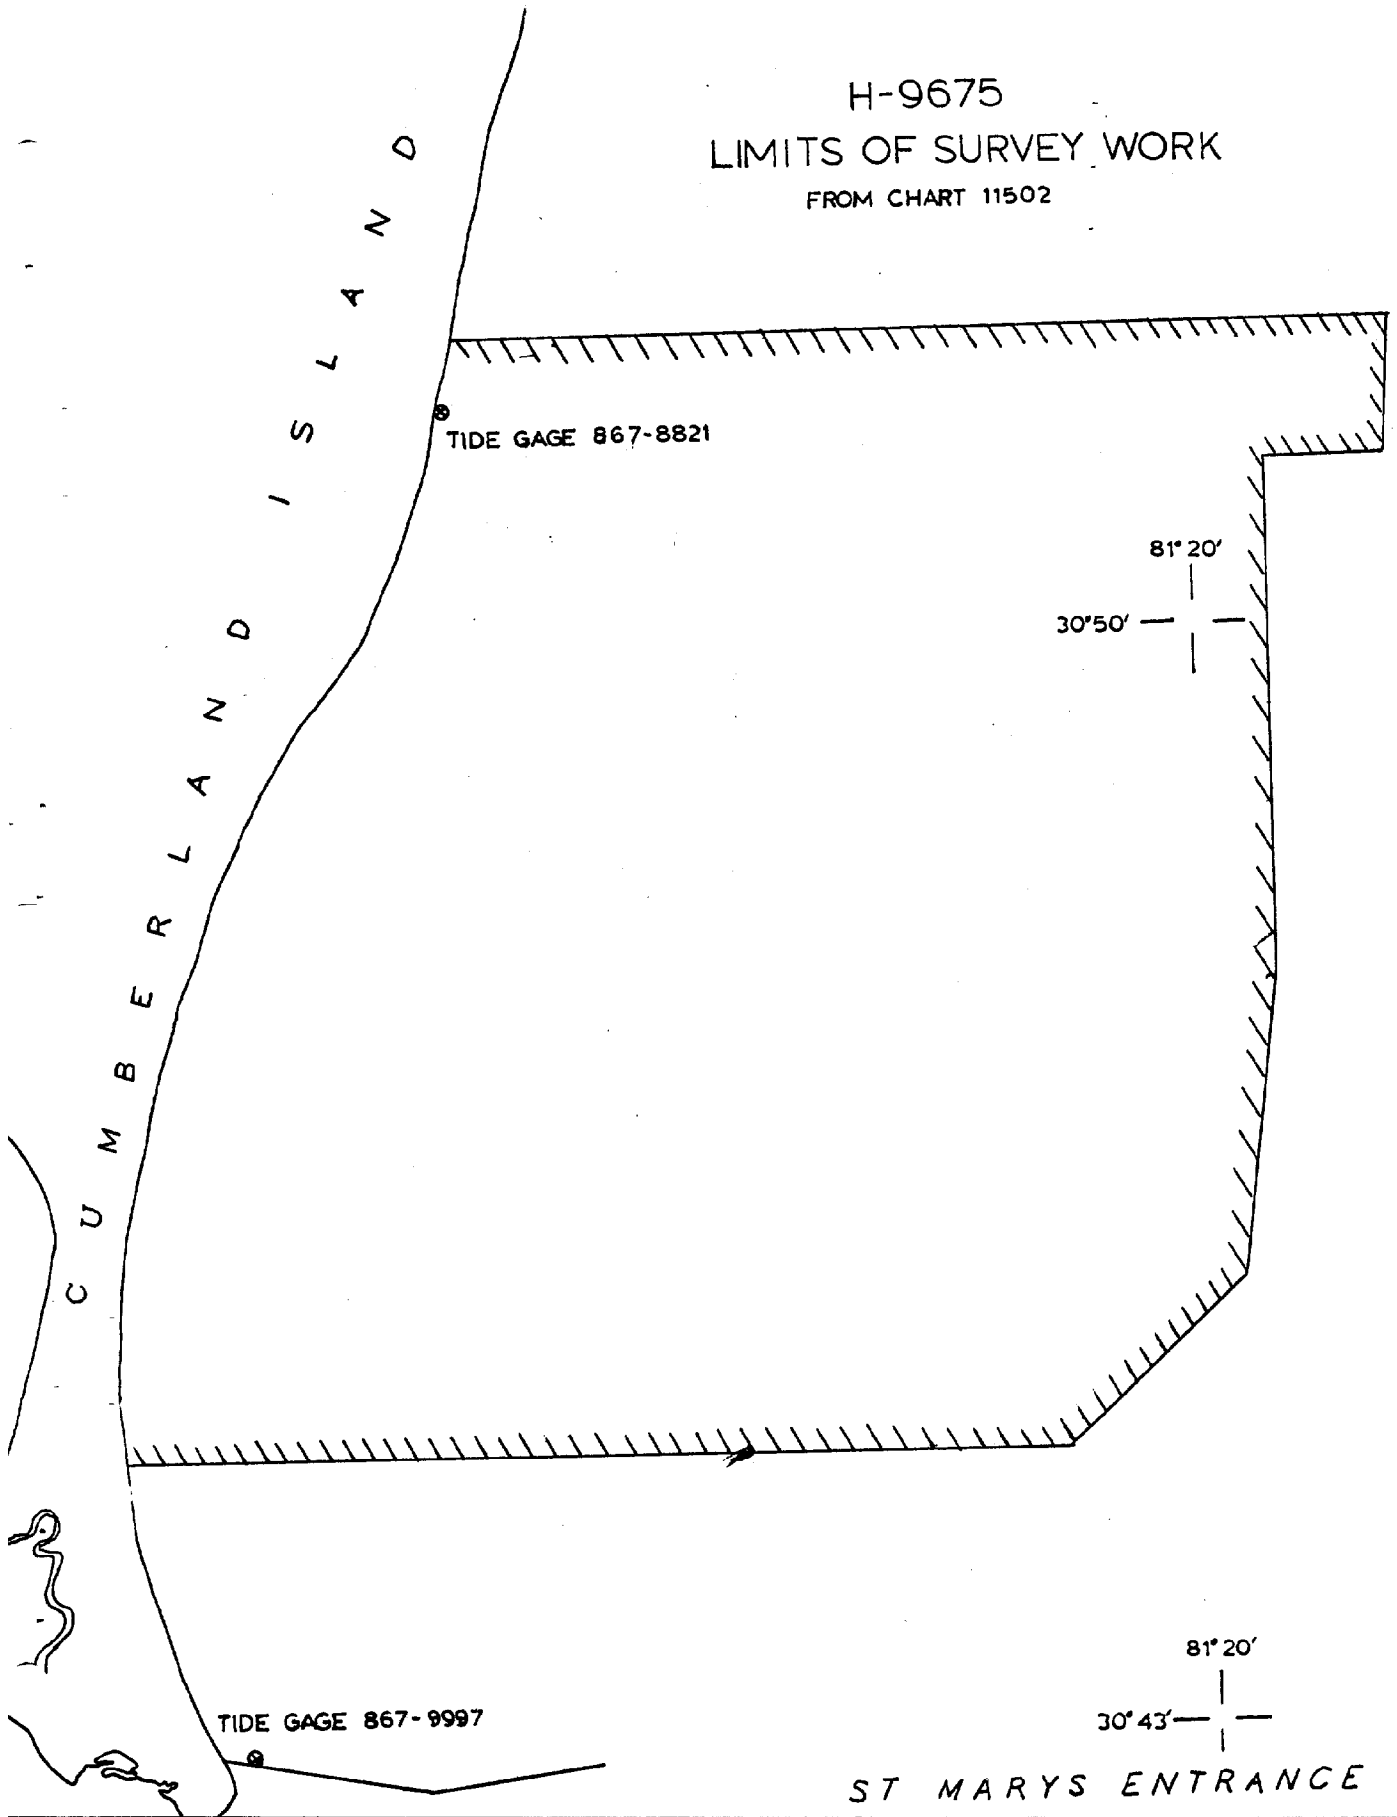 H-9675
LIMITS OF SURVEY WORK
FROM CHART 11502
CUMBERLAND ISLAND
TIDE GAGE 867-8821
81°20'
30°50'
81°20'
30°43'
TIDE GAGE 867-9997
ST MARYS ENTRANCE